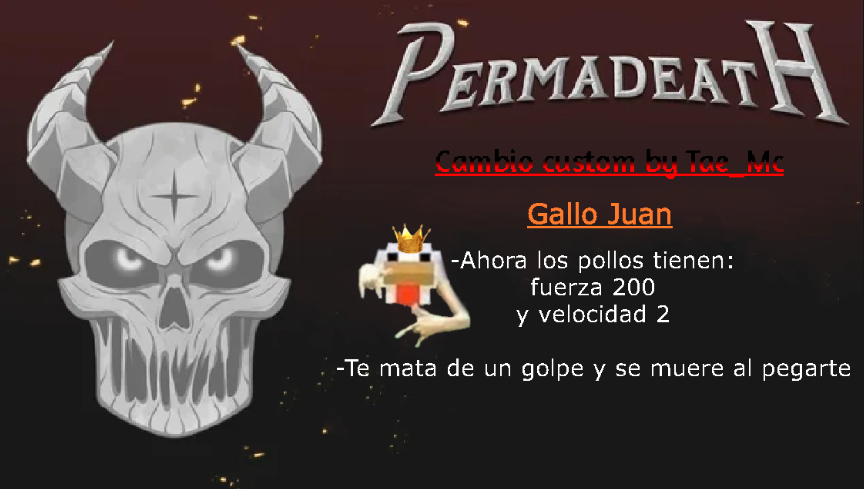 PERMADEATH
Cambio custom by Tae_Mc
Gallo Juan
-Ahora los pollos tienen:
fuerza 200
y velocidad 2
-Te mata de un golpe y se muere al pegarte